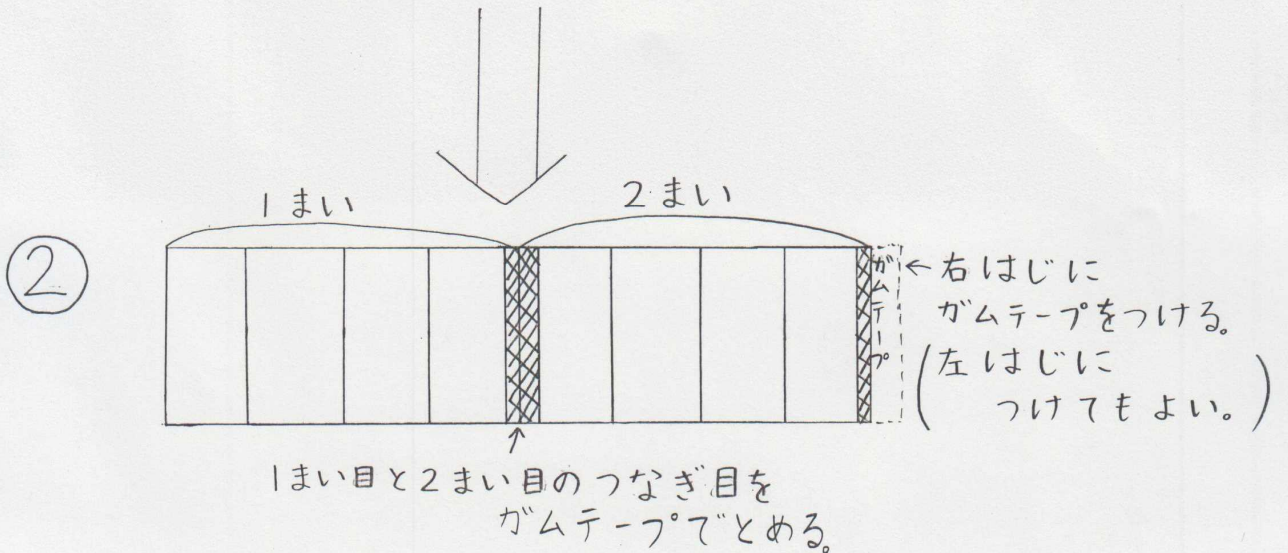 1まい
2まい
②
ガムテープ
←右はじに
ガムテープをつける。
(左はじに
つけてもよい。)
↑
1まい目と2まい目のつなぎ目を
ガムテープでとめる。